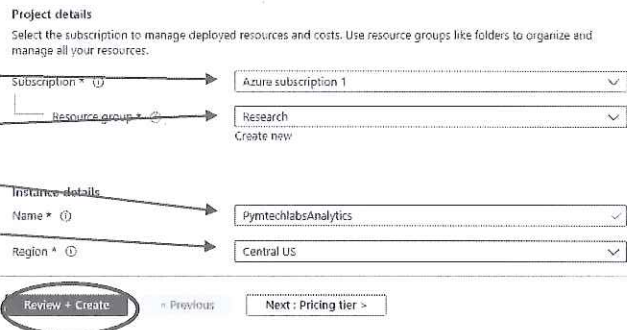 Project details
Select the subscription to manage deployed resources and costs. Use resource groups like folders to organize and
manage all your resources.
Subscription * Azure subscription 1
Resource group * Research
Create new
Instance details
Name * PymtechlabsAnalytics
Region * Central US
Review + Create < Previous Next : Pricing tier >